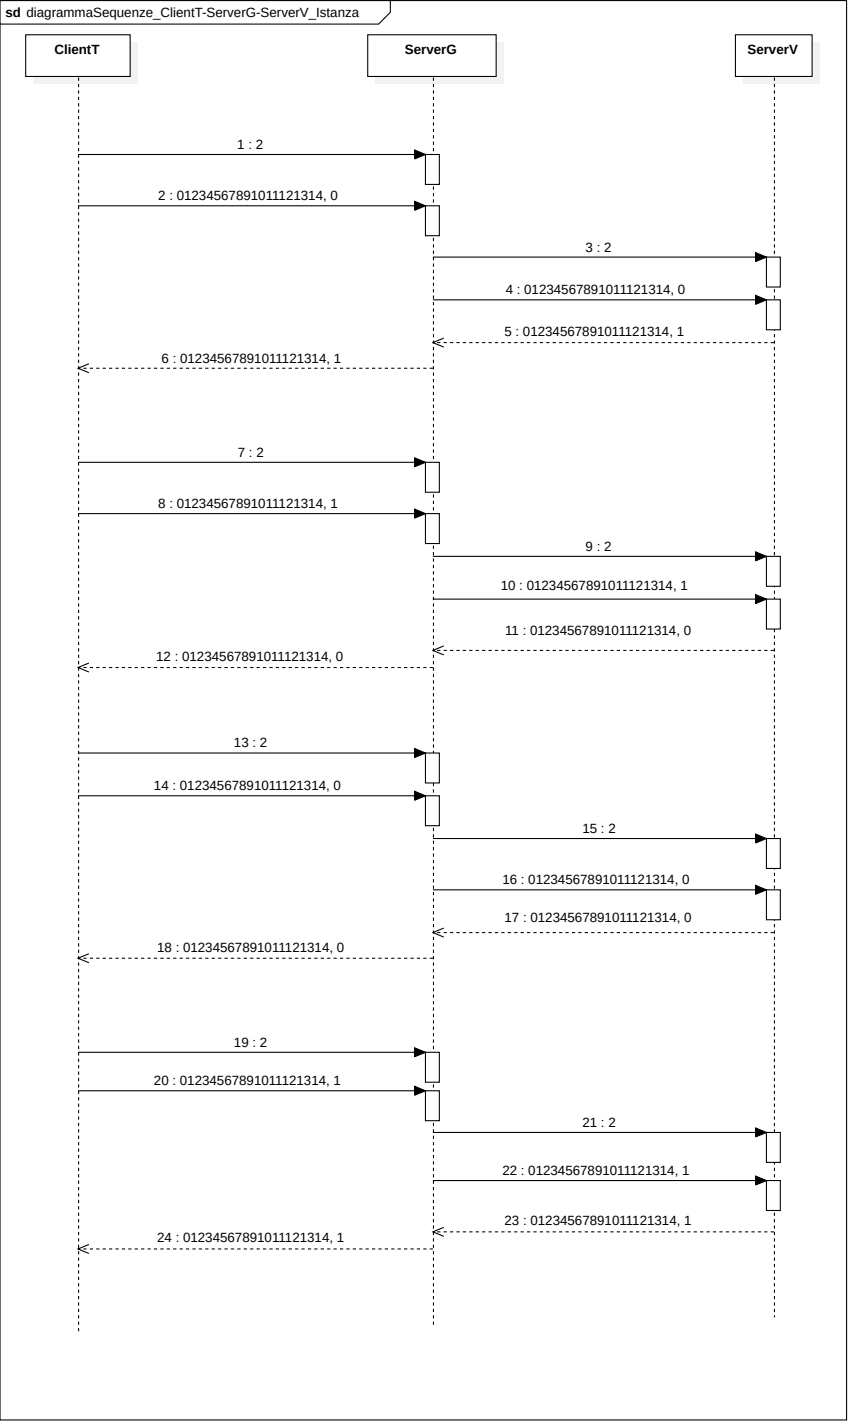 sd diagrammaSequenze_ClientT-ServerG-ServerV_Istanza
ClientT
ServerG
ServerV
1 : 2
2 : 01234567891011121314, 0
3 : 2
4 : 01234567891011121314, 0
5 : 01234567891011121314, 1
6 : 01234567891011121314, 1
7 : 2
8 : 01234567891011121314, 1
9 : 2
10 : 01234567891011121314, 1
11 : 01234567891011121314, 0
12 : 01234567891011121314, 0
13 : 2
14 : 01234567891011121314, 0
15 : 2
16 : 01234567891011121314, 0
17 : 01234567891011121314, 0
18 : 01234567891011121314, 0
19 : 2
20 : 01234567891011121314, 1
21 : 2
22 : 01234567891011121314, 1
23 : 01234567891011121314, 1
24 : 01234567891011121314, 1